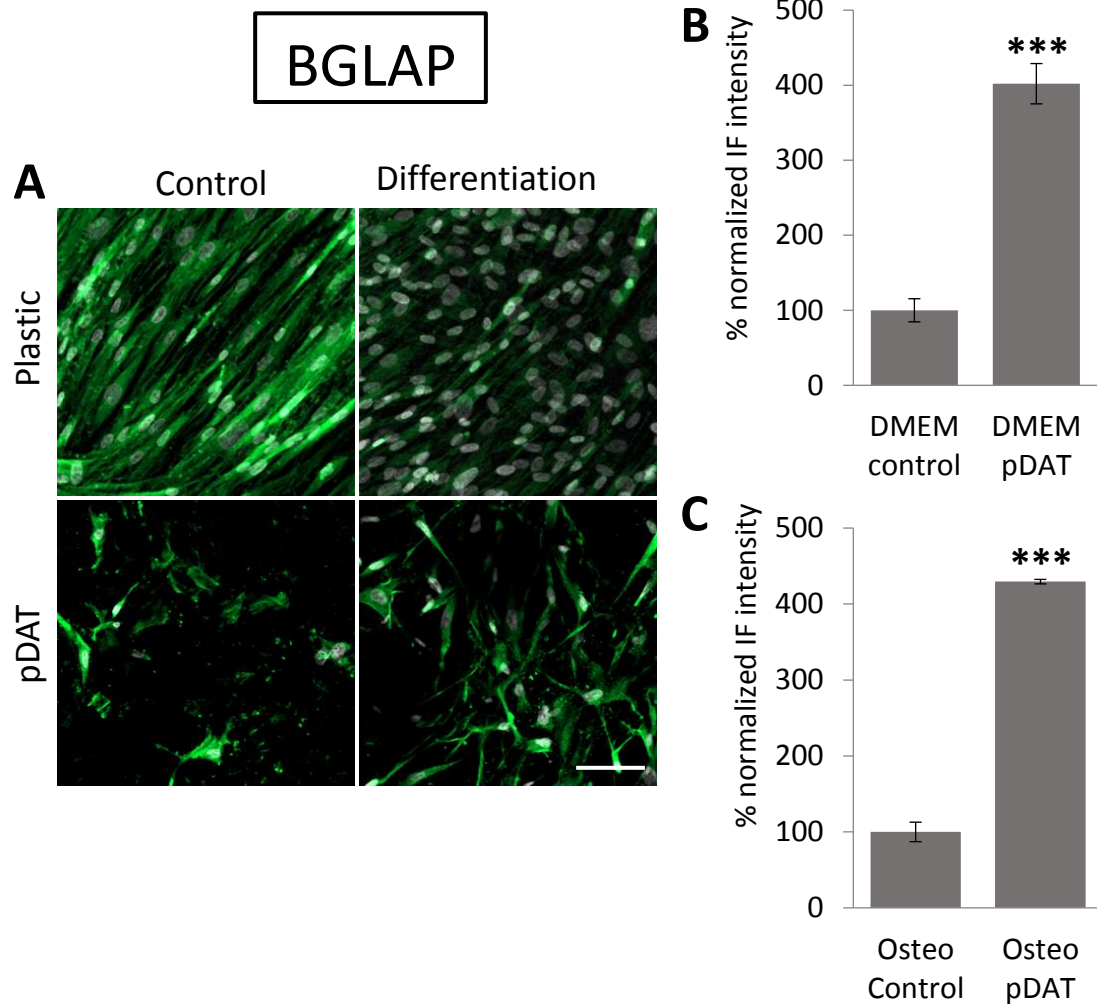 BGLAP
A
Control
Differentiation
Plastic
pDAT
B
% normalized IF intensity
500
400
300
200
100
0
***
DMEM
control
DMEM
pDAT
C
% normalized IF intensity
500
400
300
200
100
0
***
Osteo
Control
Osteo
pDAT